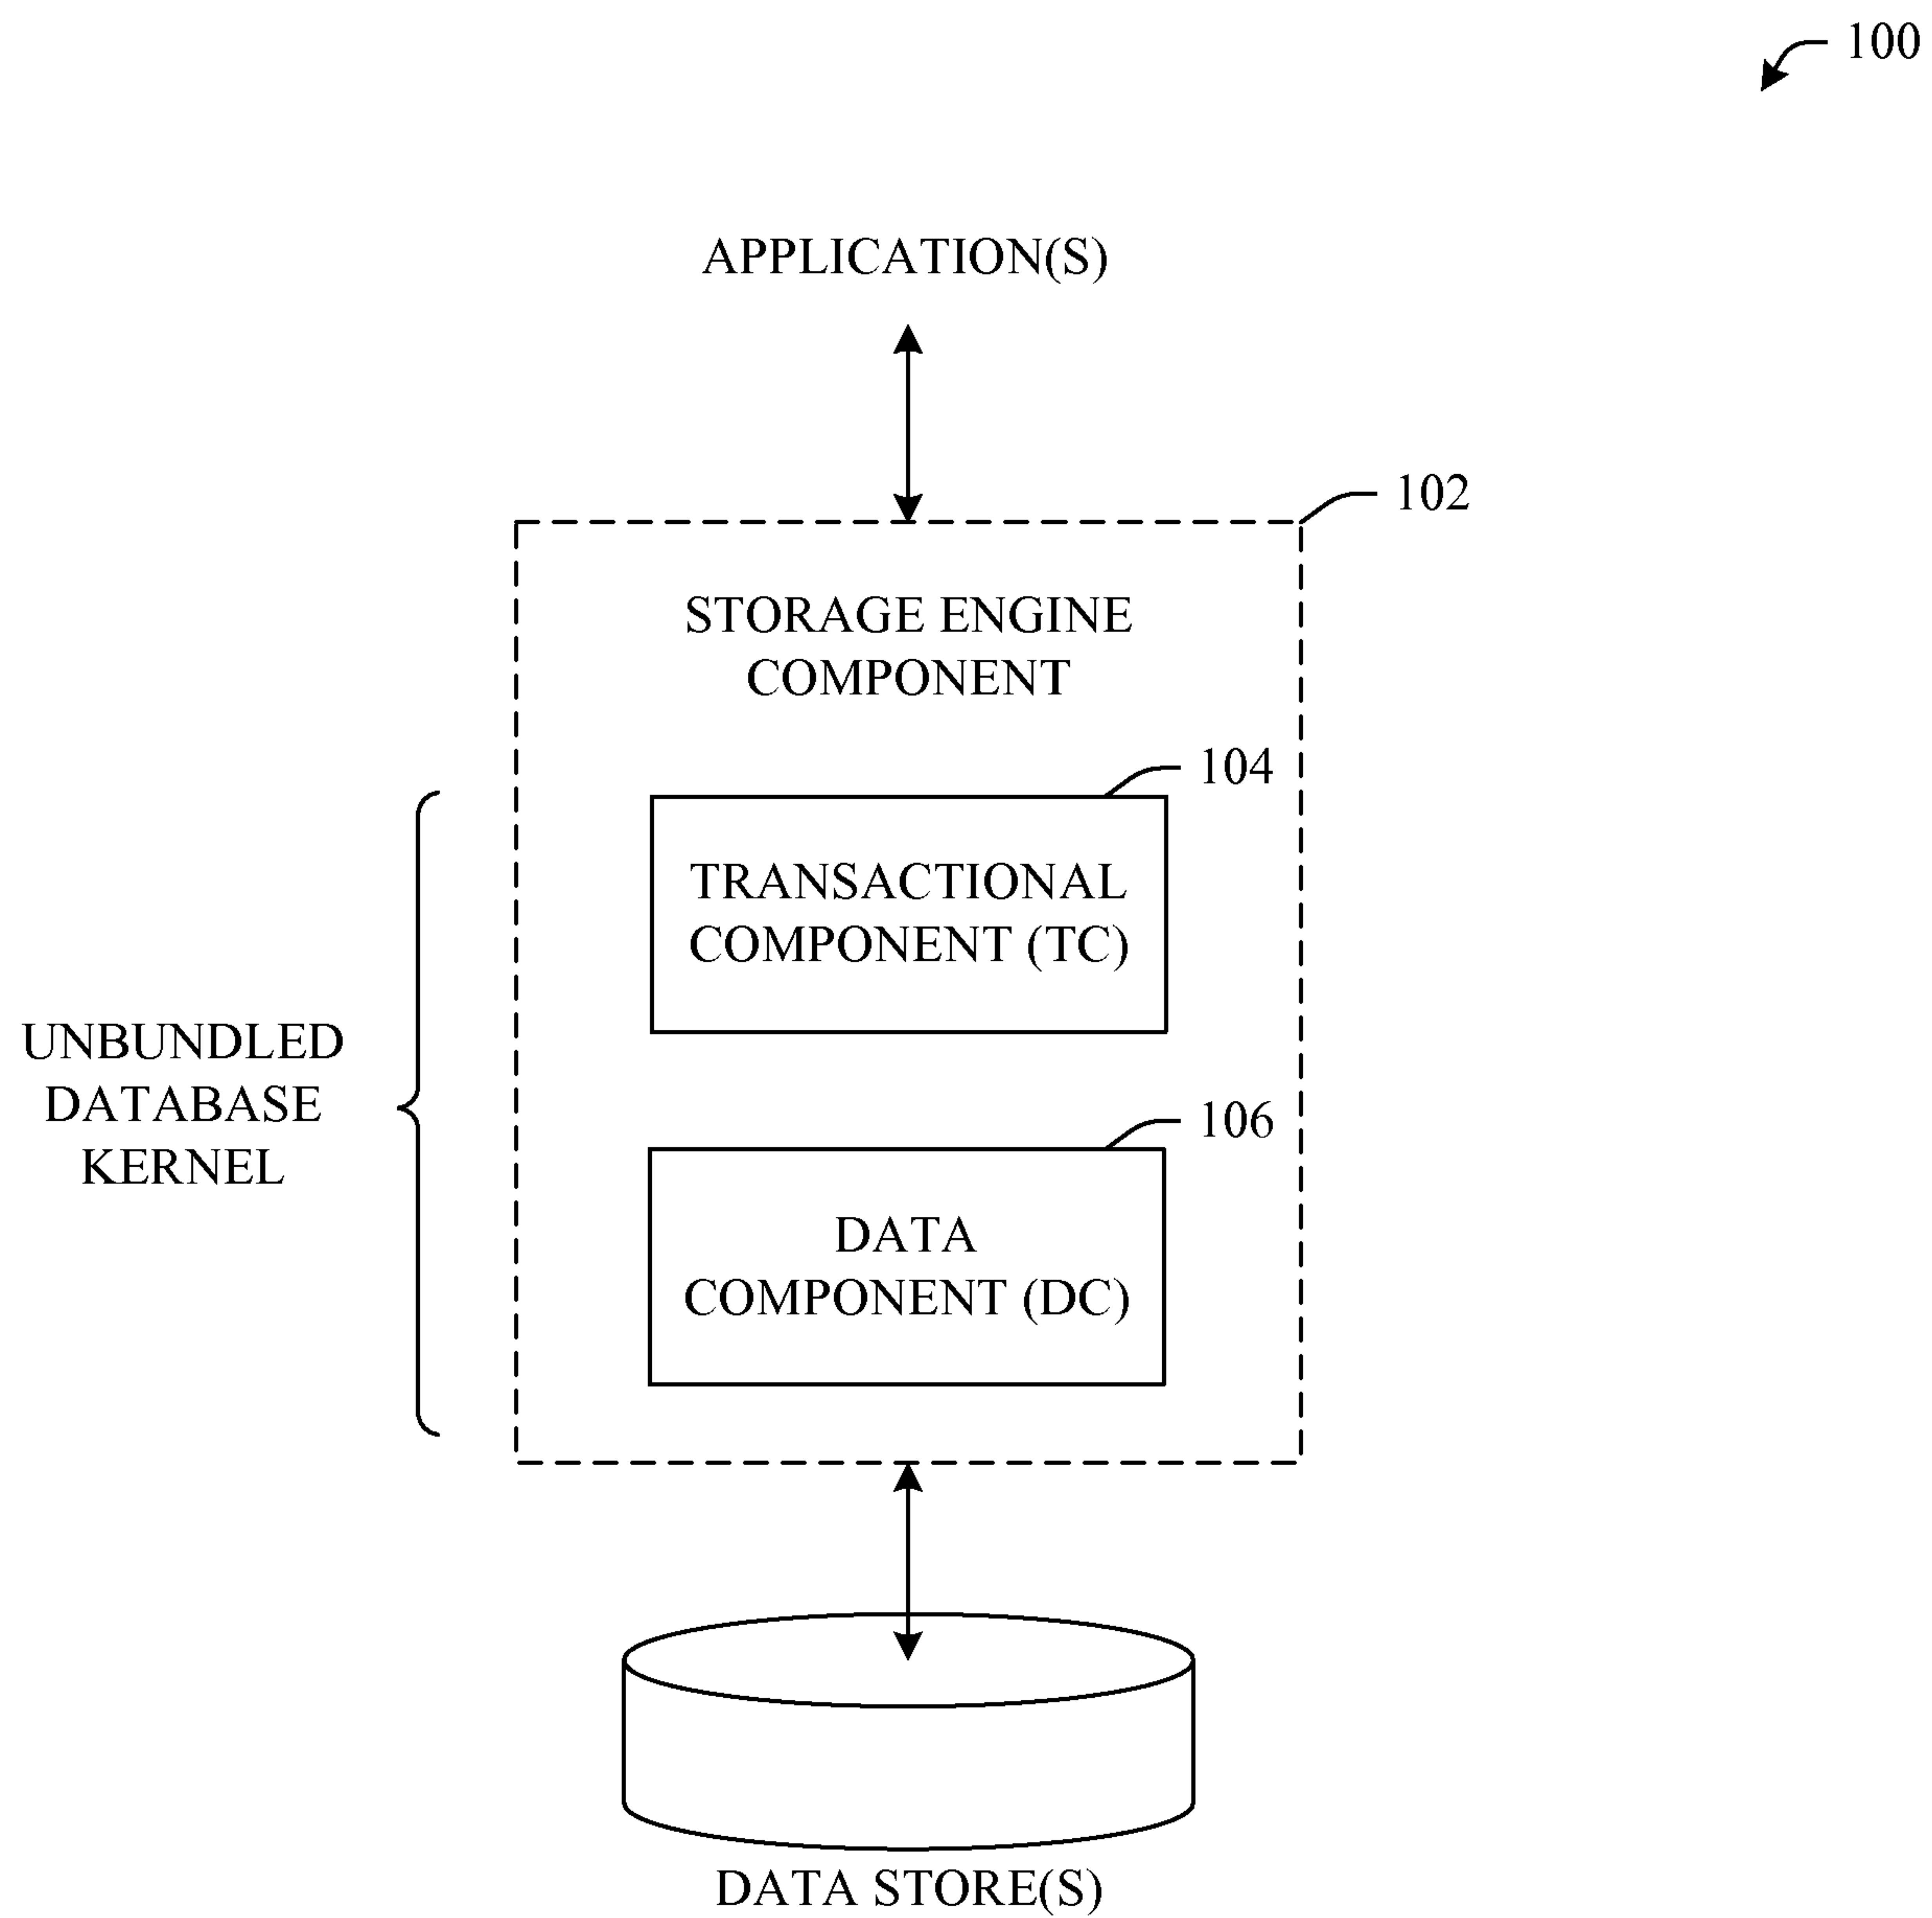 100
APPLICATION(S)
102
STORAGE ENGINE
COMPONENT
104
TRANSACTIONAL
COMPONENT (TC)
UNBUNDLED
DATABASE
KERNEL
106
DATA
COMPONENT (DC)
DATA STORE(S)